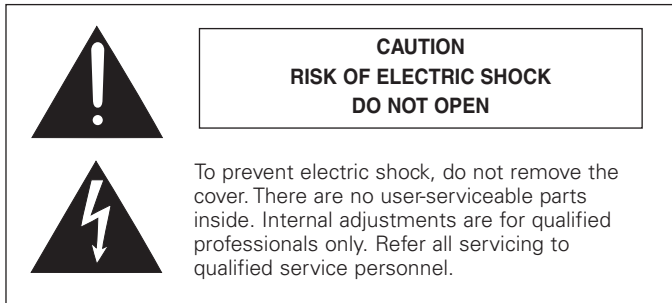 CAUTION
RISK OF ELECTRIC SHOCK
DO NOT OPEN
To prevent electric shock, do not remove the
cover. There are no user-serviceable parts
inside. Internal adjustments are for qualified
professionals only. Refer all servicing to
qualified service personnel.